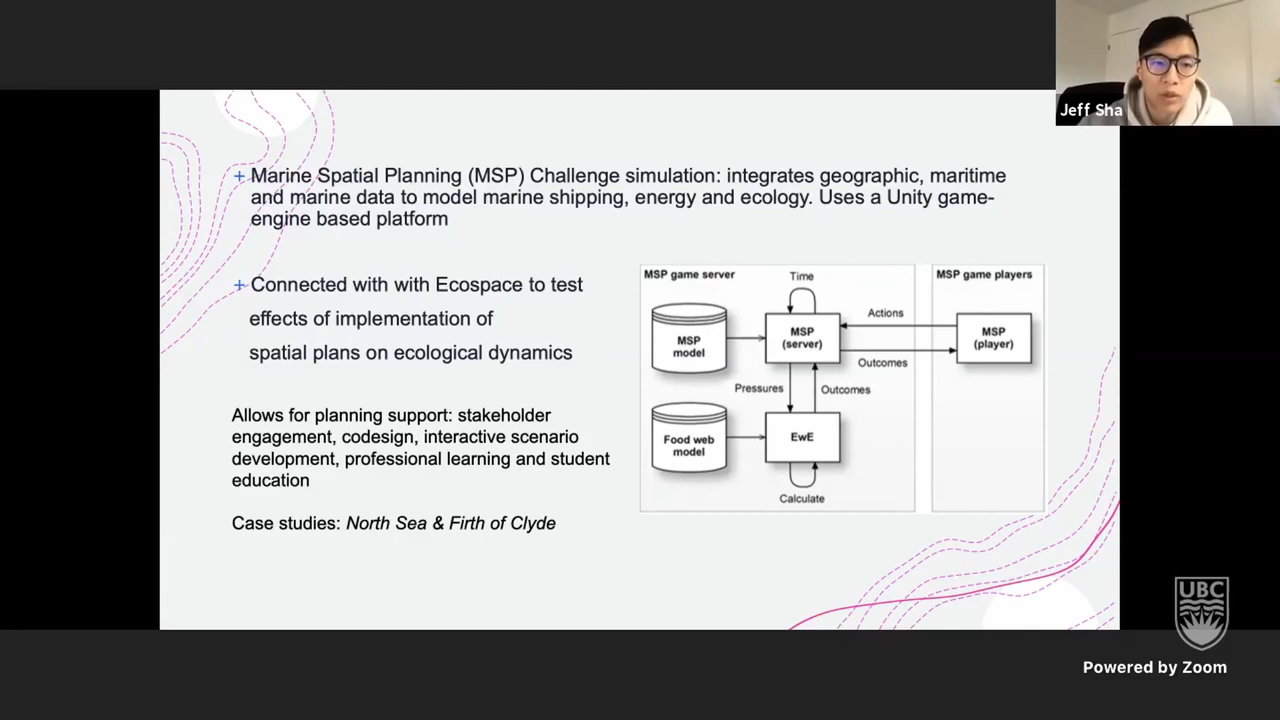 Jeff Sha
+ Marine Spatial Planning (MSP) Challenge simulation: integrates geographic, maritime
and marine data to model marine shipping, energy and ecology. Uses a Unity game-
engine based platform
+ Connected with with Ecospace to test
effects of implementation of
spatial plans on ecological dynamics
Allows for planning support: stakeholder
engagement, codesign, interactive scenario
development, professional learning and student
education
Case studies: North Sea & Firth of Clyde
MSP game server
Time
MSP game players
MSP
model
MSP
(server)
Actions
Outcomes
MSP
(player)
Pressures
Outcomes
Food web
model
EwE
Calculate
UBC
Powered by Zoom